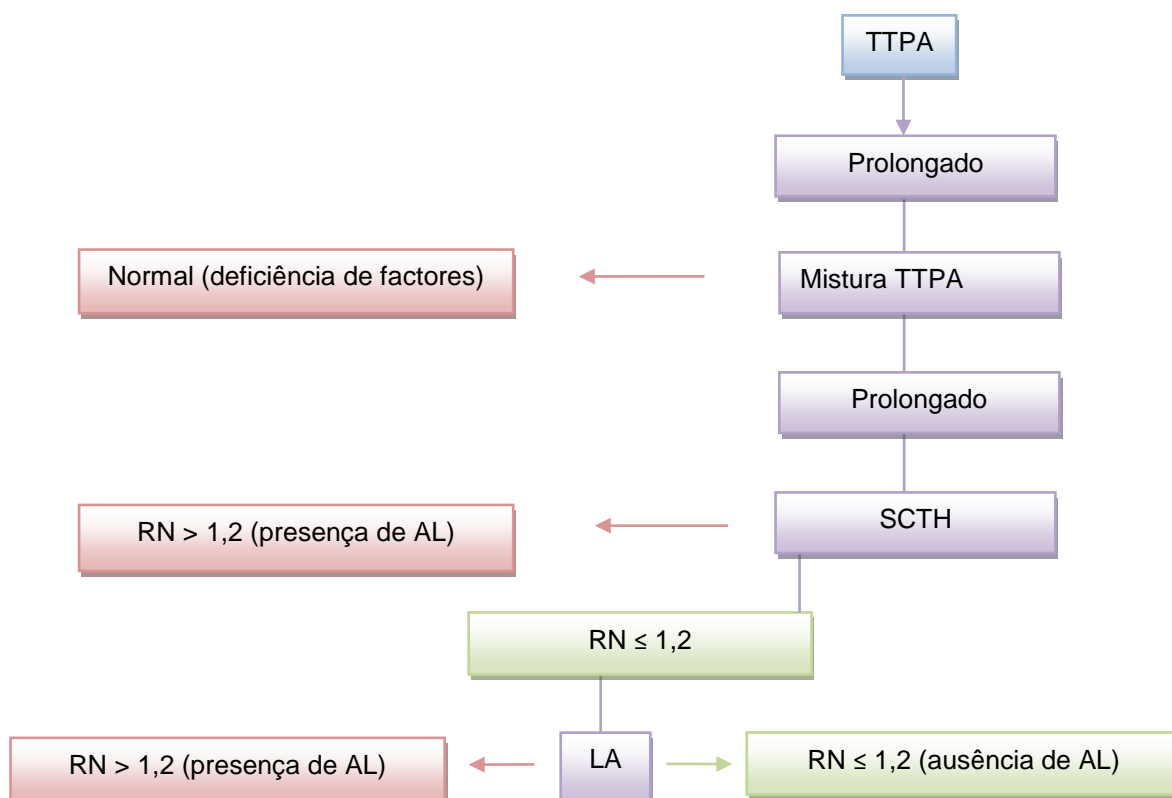 TTPA
Prolongado
Normal (deficiência de factores)
Mistura TTPA
Prolongado
RN > 1,2 (presença de AL)
SCTH
RN ≤ 1,2
RN > 1,2 (presença de AL)
LA
RN ≤ 1,2 (ausência de AL)